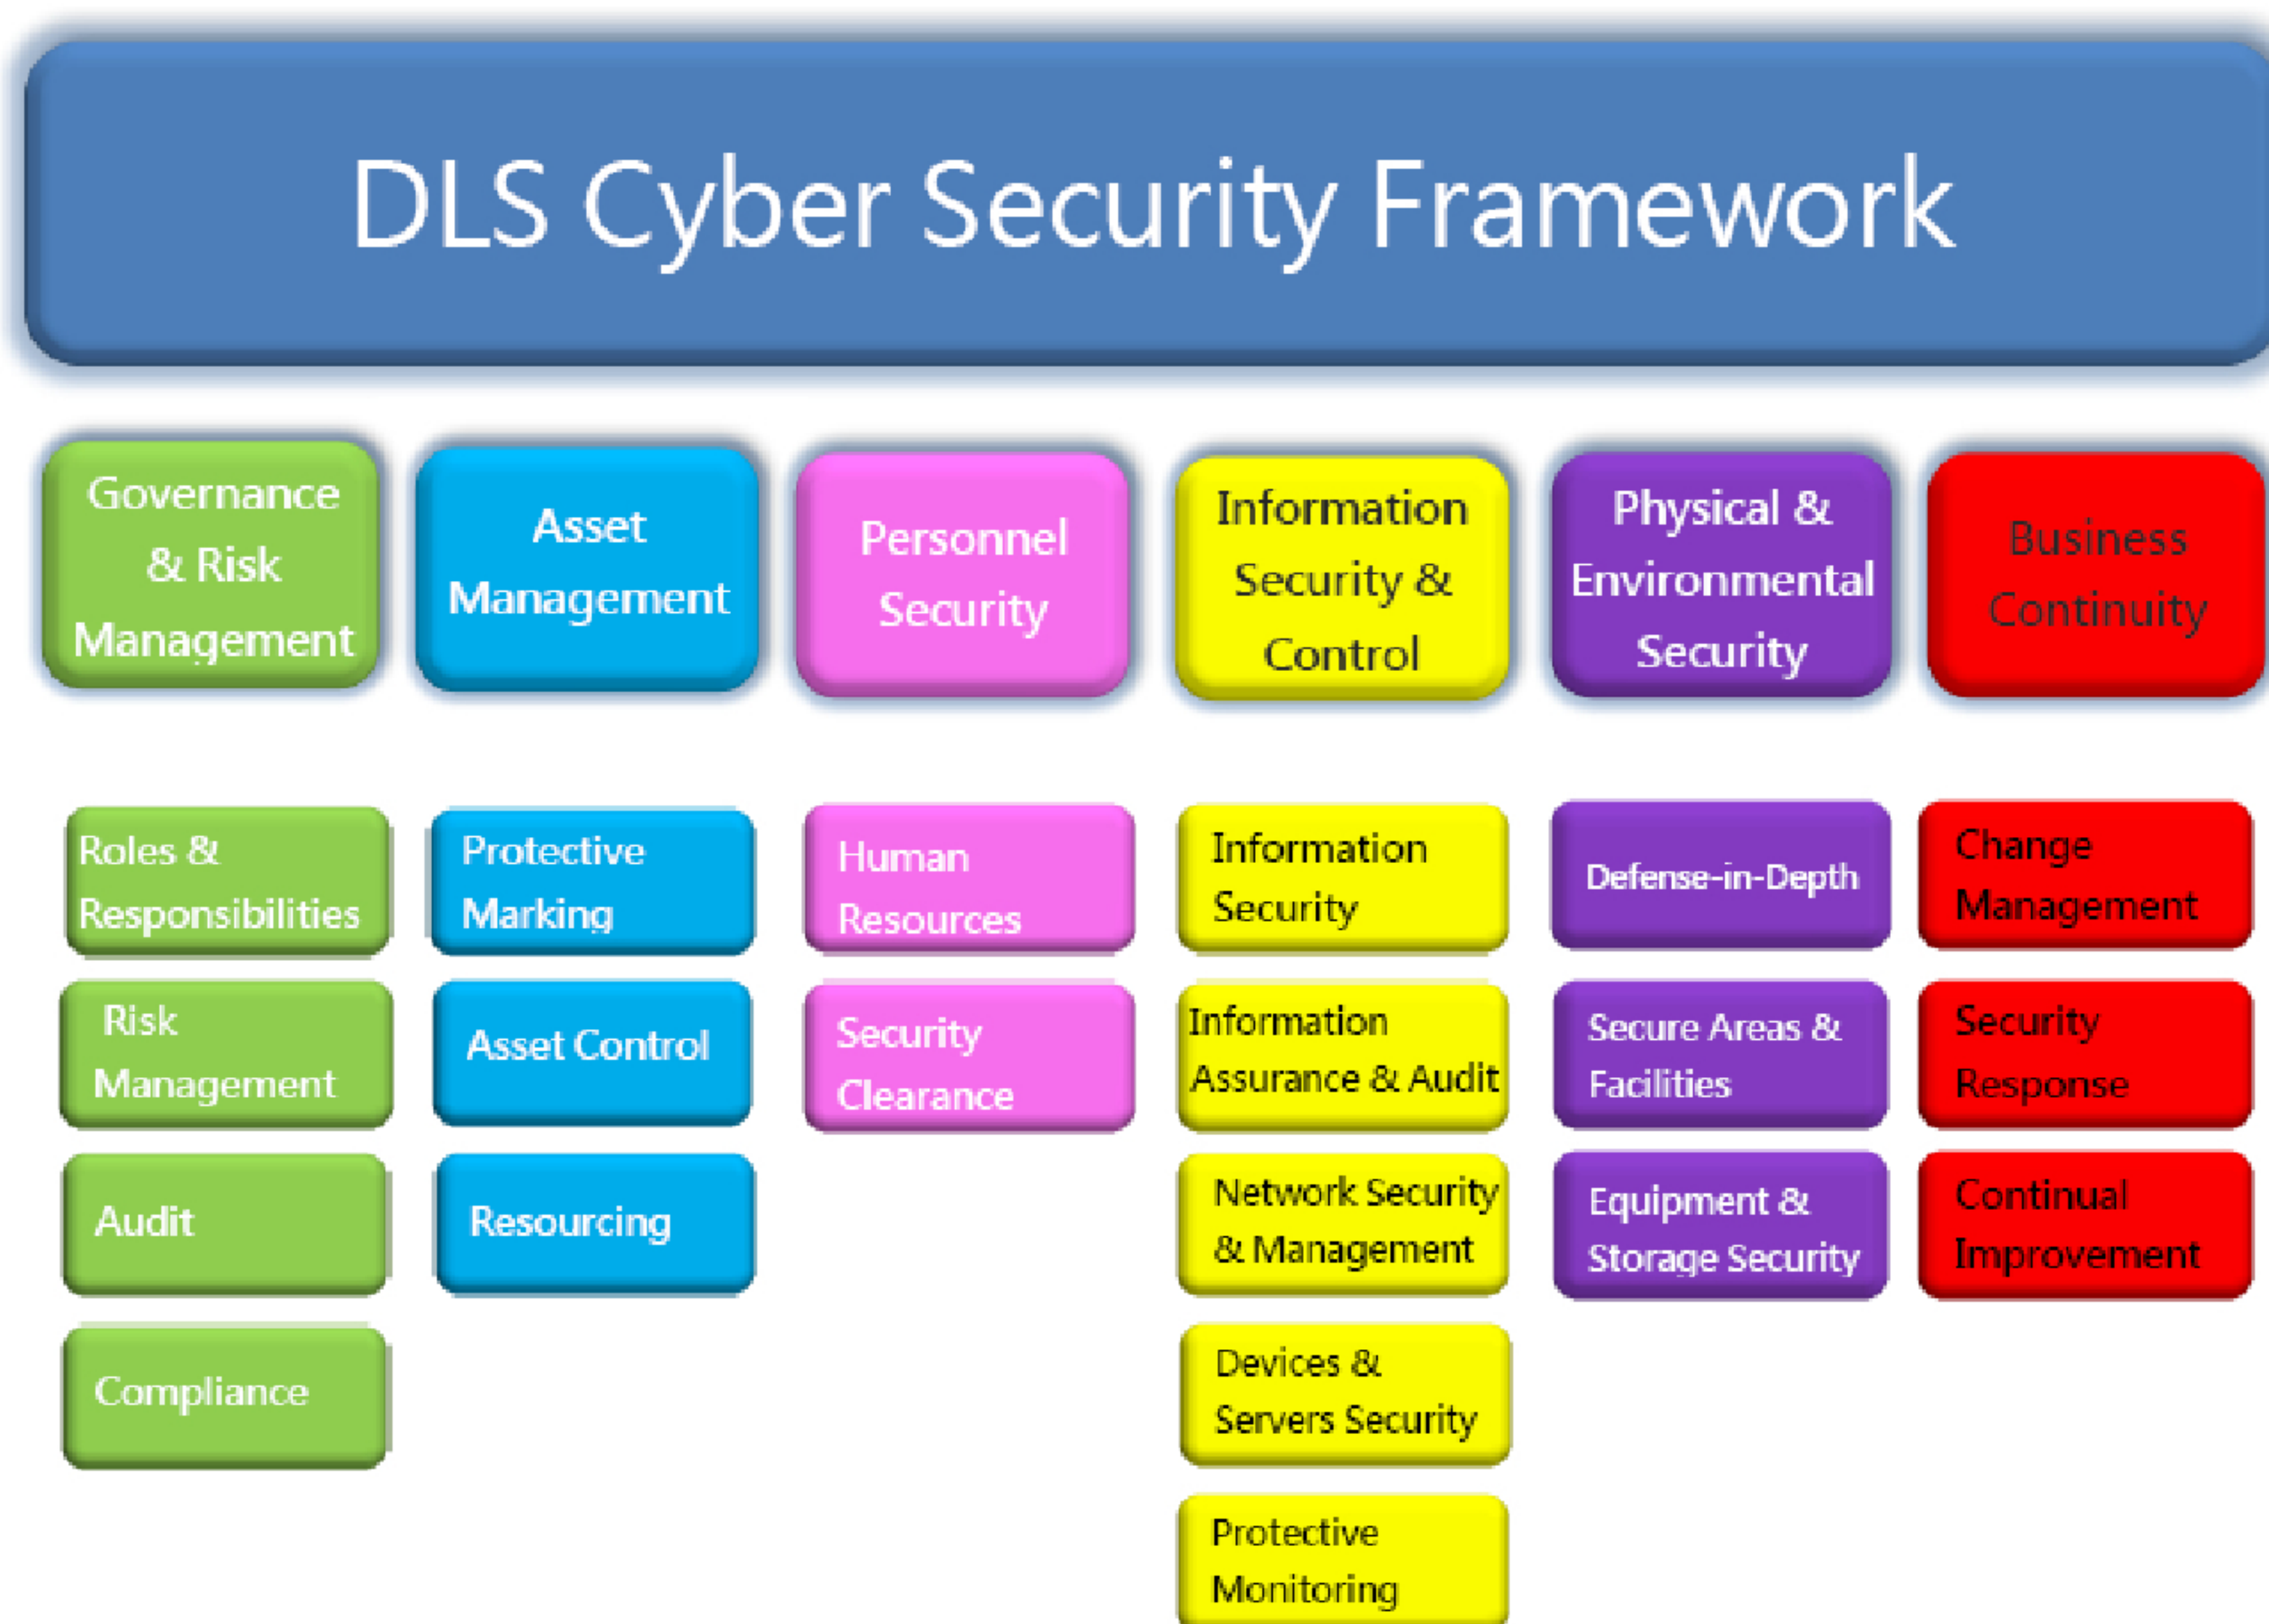 DLS Cyber Security Framework
Governance
& Risk
Management
Asset
Management
Personnel
Security
Information
Security &
Control
Physical &
Environmental
Security
Business
Continuity
Roles &
Responsibilities
Risk
Management
Audit
Compliance
Protective
Marking
Asset Control
Resourcing
Human
Resources
Security
Clearance
Information
Security
Information
Assurance & Audit
Network Security
& Management
Devices &
Servers Security
Protective
Monitoring
Defense-in-Depth
Secure Areas &
Facilities
Equipment &
Storage Security
Change
Management
Security
Response
Continual
Improvement